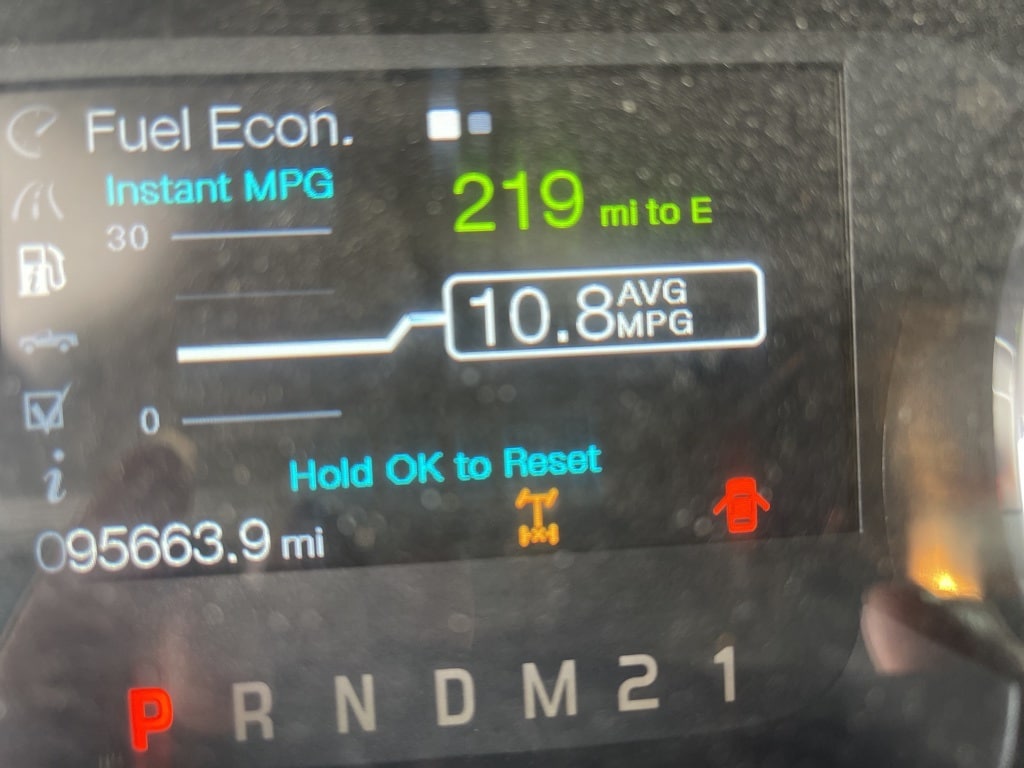 Fuel Econ.
Instant MPG
219 mi to E
30
10.8 AVG MPG
0
Hold OK to Reset
095663.9 mi
P R N D M 2 1